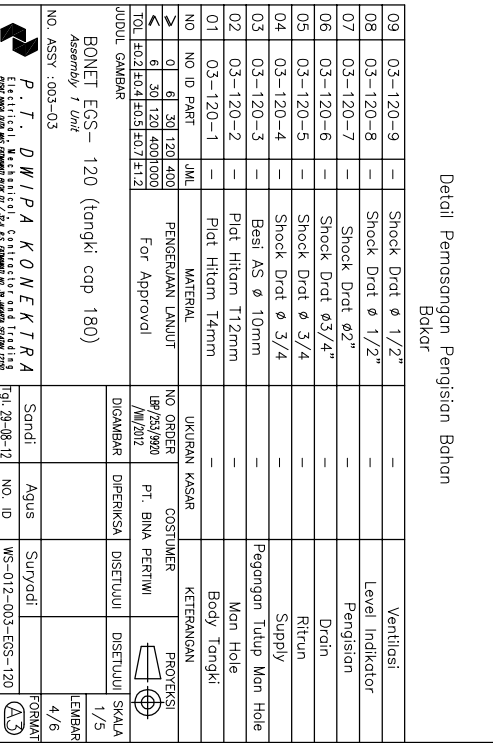 Detail Pemasangan Pengisian Bahan
Bakar
09 03-120-9 - Shock Drat ø 1/2" - Ventilasi
08 03-120-8 - Shock Drat ø 1/2" - Level Indikator
07 03-120-7 - Shock Drat ø2" Pengisian
06 03-120-6 - Shock Drat ø3/4" - Drain
05 03-120-5 - Shock Drat ø 3/4 - Ritrun
04 03-120-4 - Shock Drat ø 3/4 - Supply
03 03-120-3 - Besi AS ø 10mm - Pegangan Tutup Man Hole
02 03-120-2 - Plat Hitam T12mm - Man Hole
01 03-120-1 - Plat Hitam T4mm - Body Tangki
NO NO ID PART JML MATERIAL UKURAN KASAR KETERANGAN
> 0 6 30 120 400 PENGERJAAN LANJUT NO ORDER COSTUMER PROYEKSI
< 6 30 120 400 1000 For Approval LBP/253/9920 PT. BINA PERTIWI
TOL ±0.2 ±0.4 ±0.5 ±0.7 ±1.2 /VIII/2012
JUDUL GAMBAR DIGAMBAR DIPERIKSA DISETUJUI DISETUJUI SKALA
1/5
BONET EGS- 120 (tangki cap 180)
Assembly 1 Unit
LEMBAR
4/6
NO. ASSY :003-03
Sandi Agus Suryadi FORMAT
A3
P T. DWIPA KONEKTRA
Electrical, Mechanical, Contractor and Trading
Tgl. 29-08-12 NO. ID WS-012-003-EGS-120